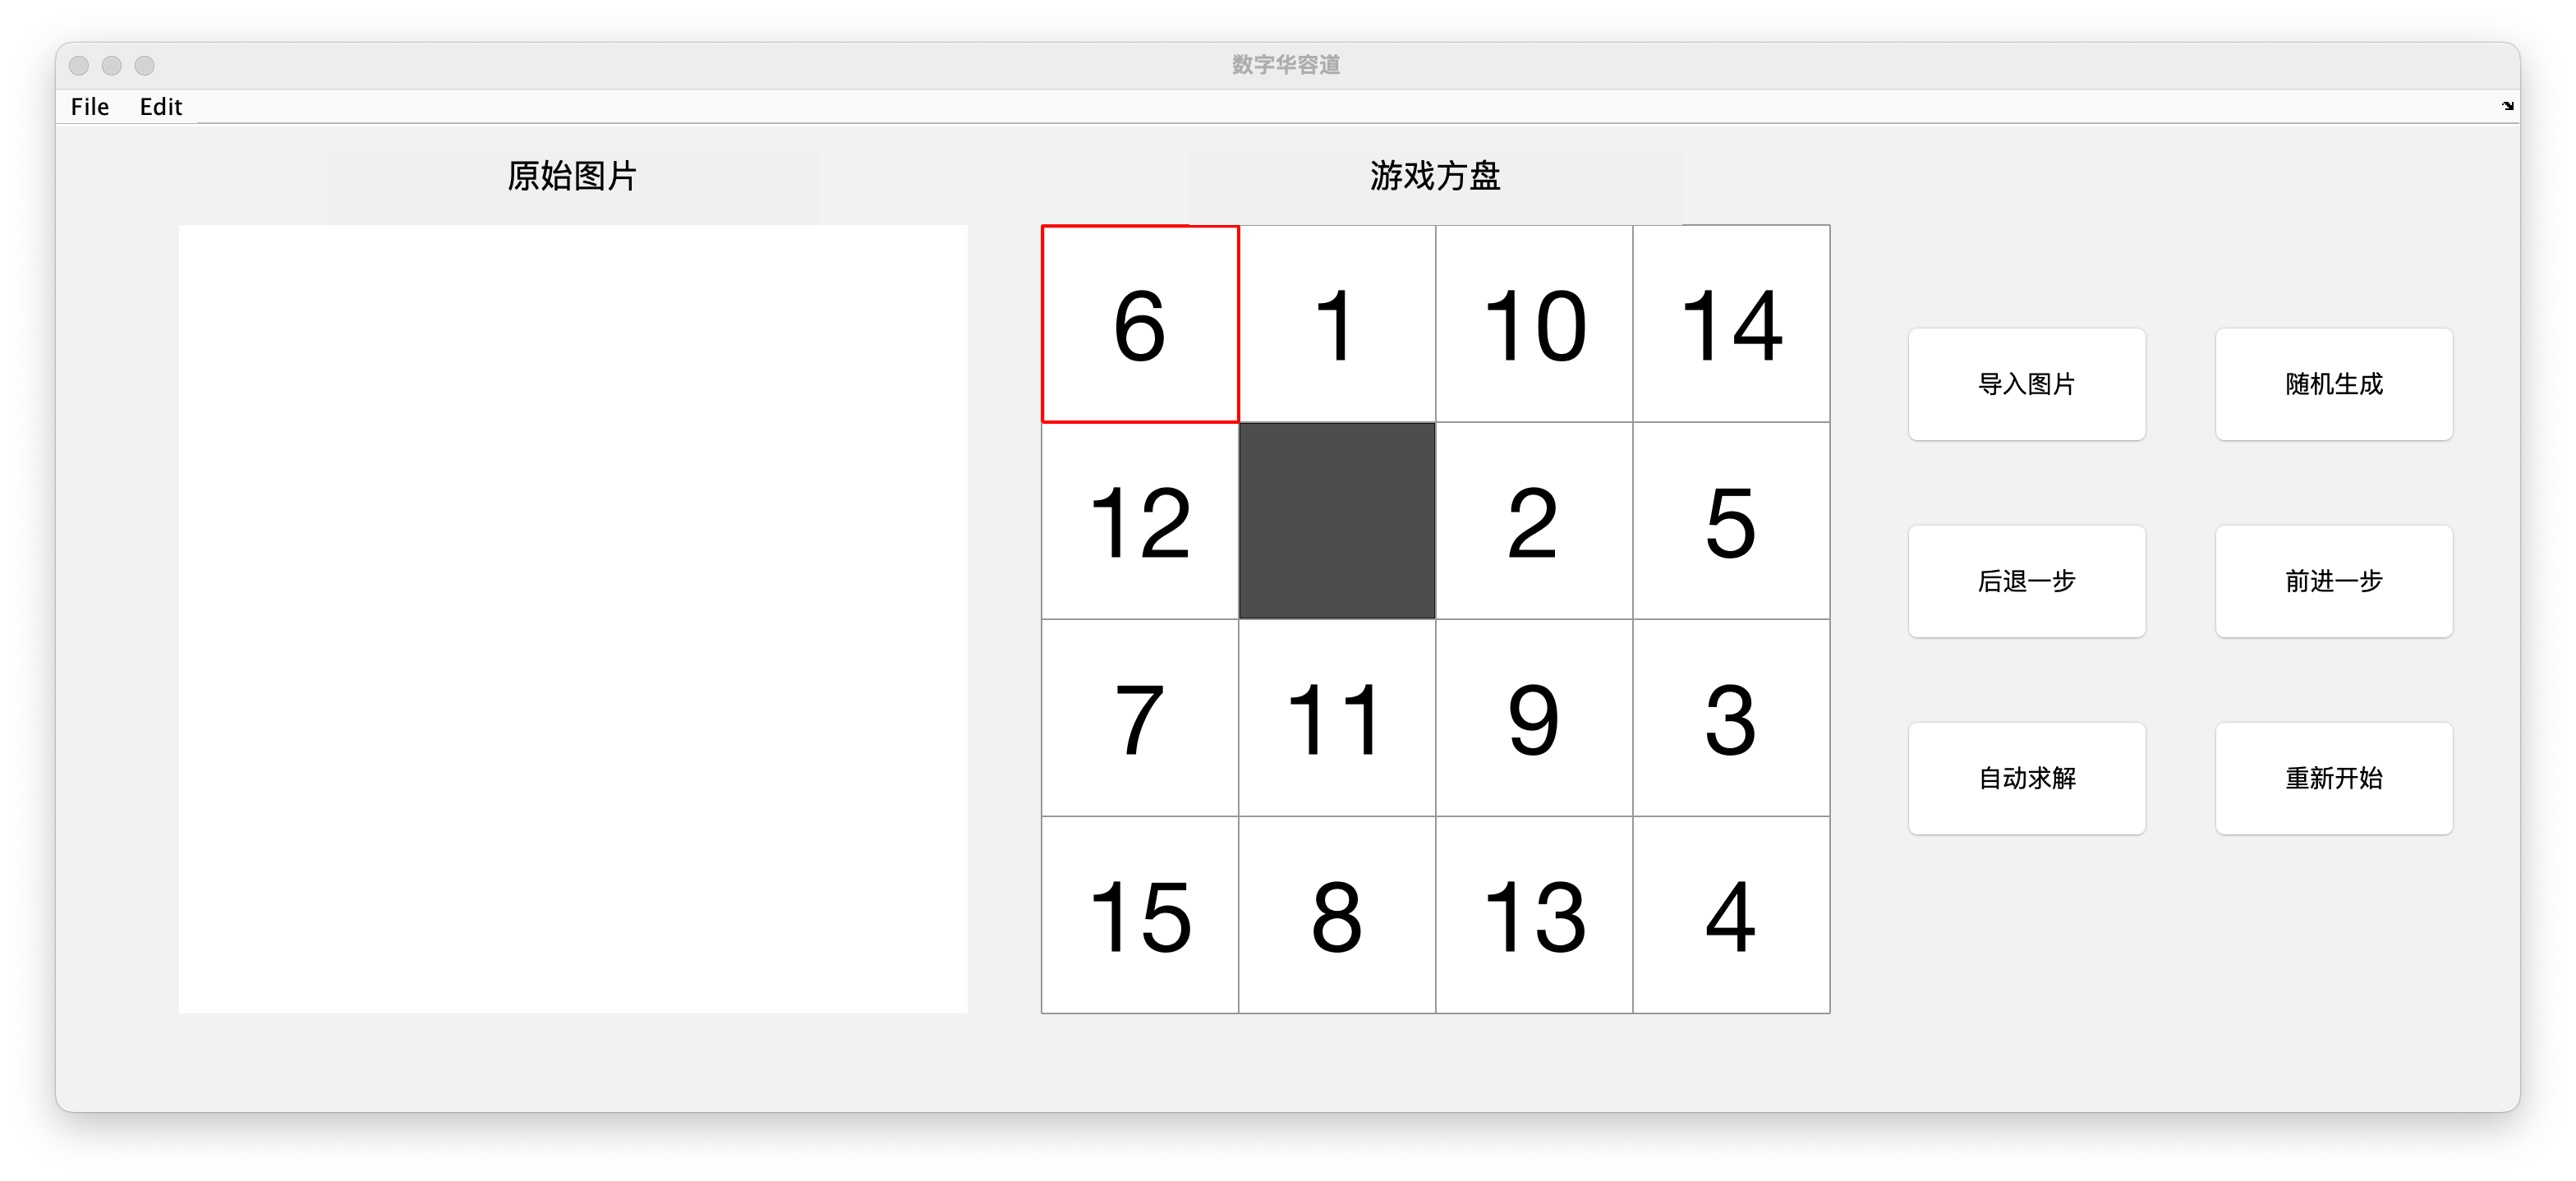 数字华容道
File Edit
原始图片
游戏方盘
6 1 10 14
12 2 5
7 11 9 3
15 8 13 4
导入图片 随机生成
后退一步 前进一步
自动求解 重新开始